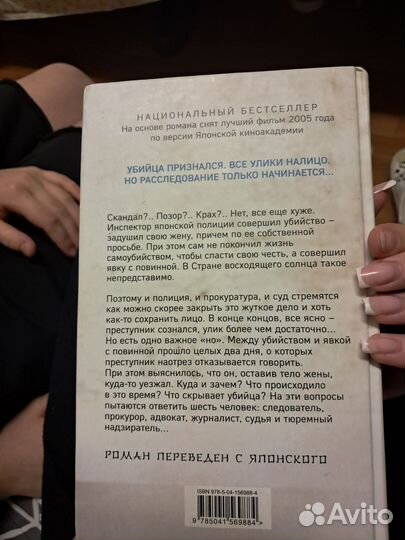 НАЦИОНАЛЬНЫЙ БЕСТСЕЛЛЕР
На основе романа снят лучший фильм 2005 года
по версии Японской киноакадемии
УБИЙЦА ПРИЗНАЛСЯ. ВСЕ УЛИКИ НАЛИЦО.
НО РАССЛЕДОВАНИЕ ТОЛЬКО НАЧИНАЕТСЯ...
Скандал?.. Позор?.. Крах?.. Нет, все еще хуже.
Инспектор японской полиции совершил убийство –
задушил свою жену, причем по ее собственной
просьбе. При этом сам не покончил жизнь
самоубийством, чтобы спасти свою честь, а совершил
явку с повинной. В Стране восходящего солнца такое
непредставимо.
Поэтому и полиция, и прокуратура, и суд стремятся
как можно скорее закрыть это жуткое дело и хоть
как-то сохранить лицо. В конце концов, все ясно –
преступник сознался, улик более чем достаточно...
Но есть одно важное «но». Между убийством и явкой
с повинной прошло целых два дня, о которых
преступник наотрез отказывается говорить.
При этом выяснилось, что он, оставив тело жены,
куда-то уезжал. Куда и зачем? Что происходило
в это время? Что скрывает убийца? На эти вопросы
пытаются ответить шесть человек: следователь,
прокурор, адвокат, журналист, судья и тюремный
надзиратель...
РОМАН ПЕРЕВЕДЕН С ЯПОНСКОГО
ISBN 978-5-04-156988-4
9 785041 569884 >
Avito